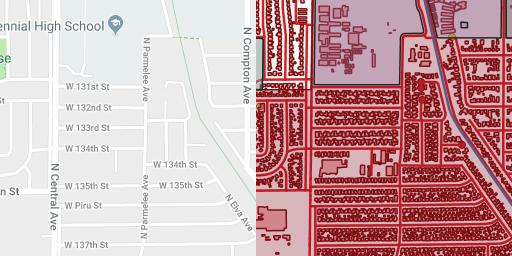 ennial High School
se
N Parmelee Ave
N Compton Ave
W 131st St
W 132nd St
W 133rd St
W 134th St
W 134th St
N Central Ave
W 135th St
W 135th St
n St
N Parmelee Ave
N Elva Ave
W Piru St
W 137th St